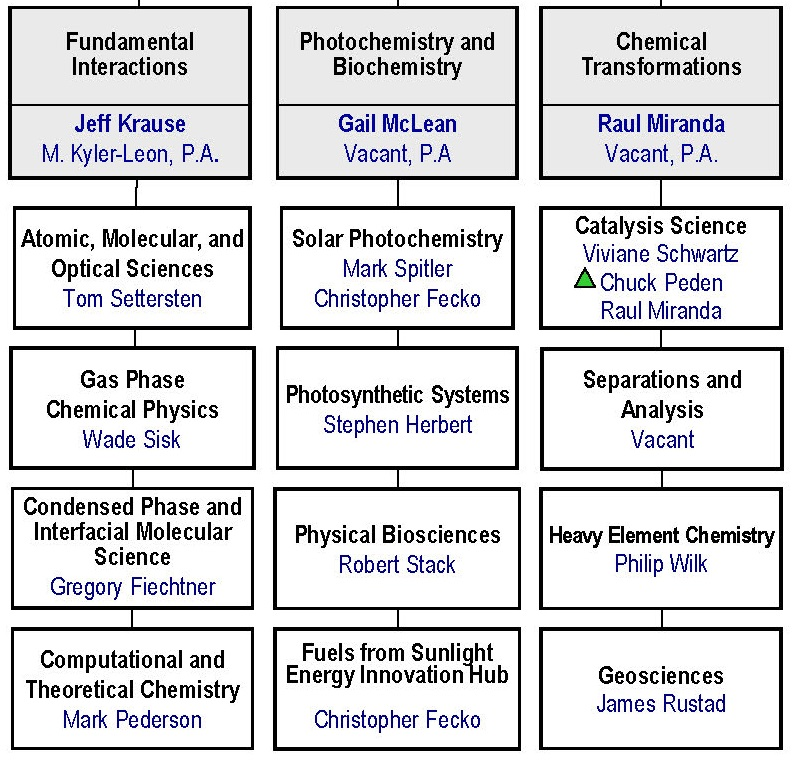 Fundamental
Interactions
Jeff Krause
M. Kyler-Leon, P.A.
Atomic, Molecular, and
Optical Sciences
Tom Settersten
Gas Phase
Chemical Physics
Wade Sisk
Condensed Phase and
Interfacial Molecular
Science
Gregory Fiechtner
Computational and
Theoretical Chemistry
Mark Pederson
Photochemistry and
Biochemistry
Gail McLean
Vacant, P.A
Solar Photochemistry
Mark Spitler
Christopher Fecko
Photosynthetic Systems
Stephen Herbert
Physical Biosciences
Robert Stack
Fuels from Sunlight
Energy Innovation Hub
Christopher Fecko
Chemical
Transformations
Raul Miranda
Vacant, P.A.
Catalysis Science
Viviane Schwartz
Chuck Peden
Raul Miranda
Separations and
Analysis
Vacant
Heavy Element Chemistry
Philip Wilk
Geosciences
James Rustad